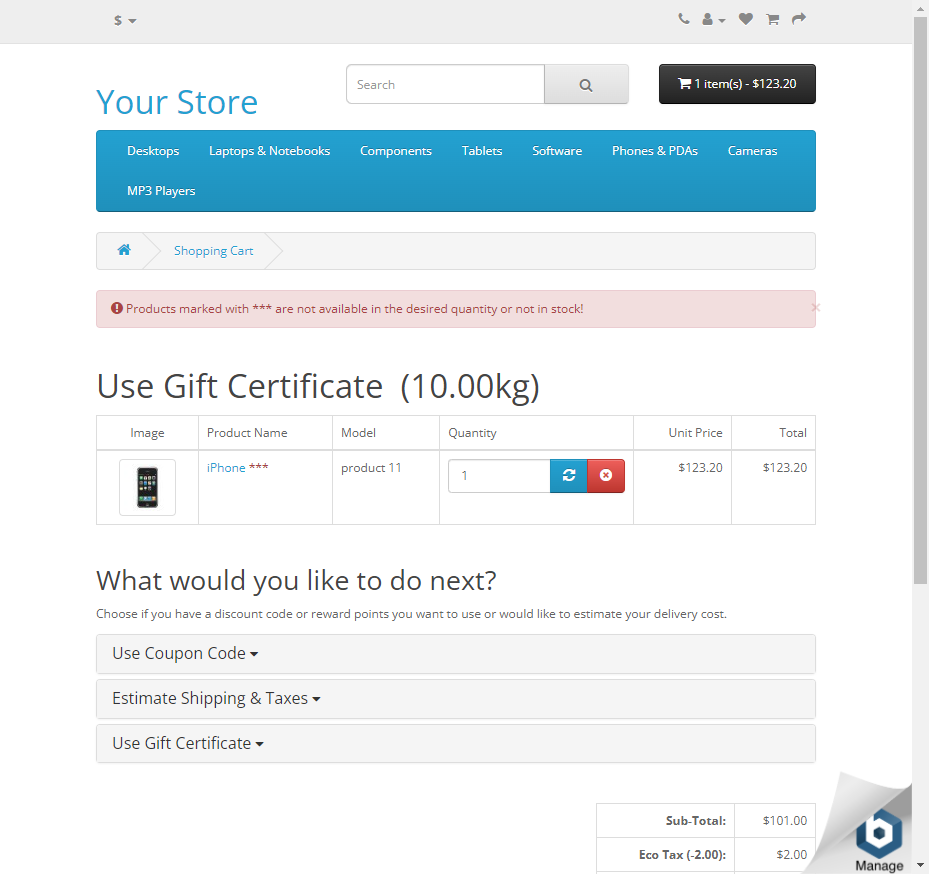 $
Your Store
Search
1 item(s) - $123.20
Desktops Laptops & Notebooks Components Tablets Software Phones & PDAs Cameras
MP3 Players
Shopping Cart
Products marked with *** are not available in the desired quantity or not in stock! ×
Use Gift Certificate (10.00kg)
Image Product Name Model Quantity Unit Price Total
iPhone *** product 11 1 $123.20 $123.20
What would you like to do next?
Choose if you have a discount code or reward points you want to use or would like to estimate your delivery cost.
Use Coupon Code
Estimate Shipping & Taxes
Use Gift Certificate
Sub-Total: $101.00
Eco Tax (-2.00): $2.00
Manage